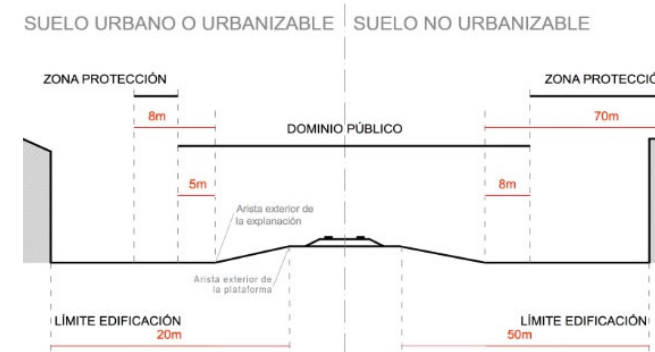 SUELO URBANO O URBANIZABLE
SUELO NO URBANIZABLE
ZONA PROTECCIÓN
ZONA PROTECCIÓ
8m
70m
DOMINIO PÚBLICO
5m
8m
Arista exterior de
la explanación
Arista exterior de
la plataforma
LÍMITE EDIFICACIÓN
20m
LÍMITE EDIFICACIÓN
50m